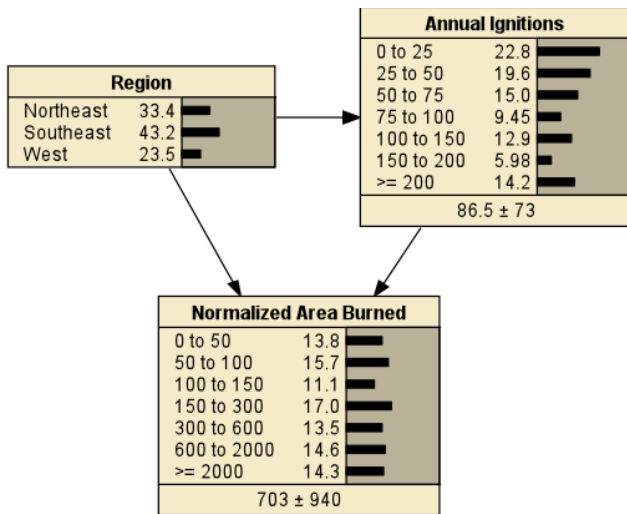 Region
Northeast 33.4
Southeast 43.2
West 23.5
Annual Ignitions
0 to 25 22.8
25 to 50 19.6
50 to 75 15.0
75 to 100 9.45
100 to 150 12.9
150 to 200 5.98
>= 200 14.2
86.5 ± 73
Normalized Area Burned
0 to 50 13.8
50 to 100 15.7
100 to 150 11.1
150 to 300 17.0
300 to 600 13.5
600 to 2000 14.6
>= 2000 14.3
703 ± 940